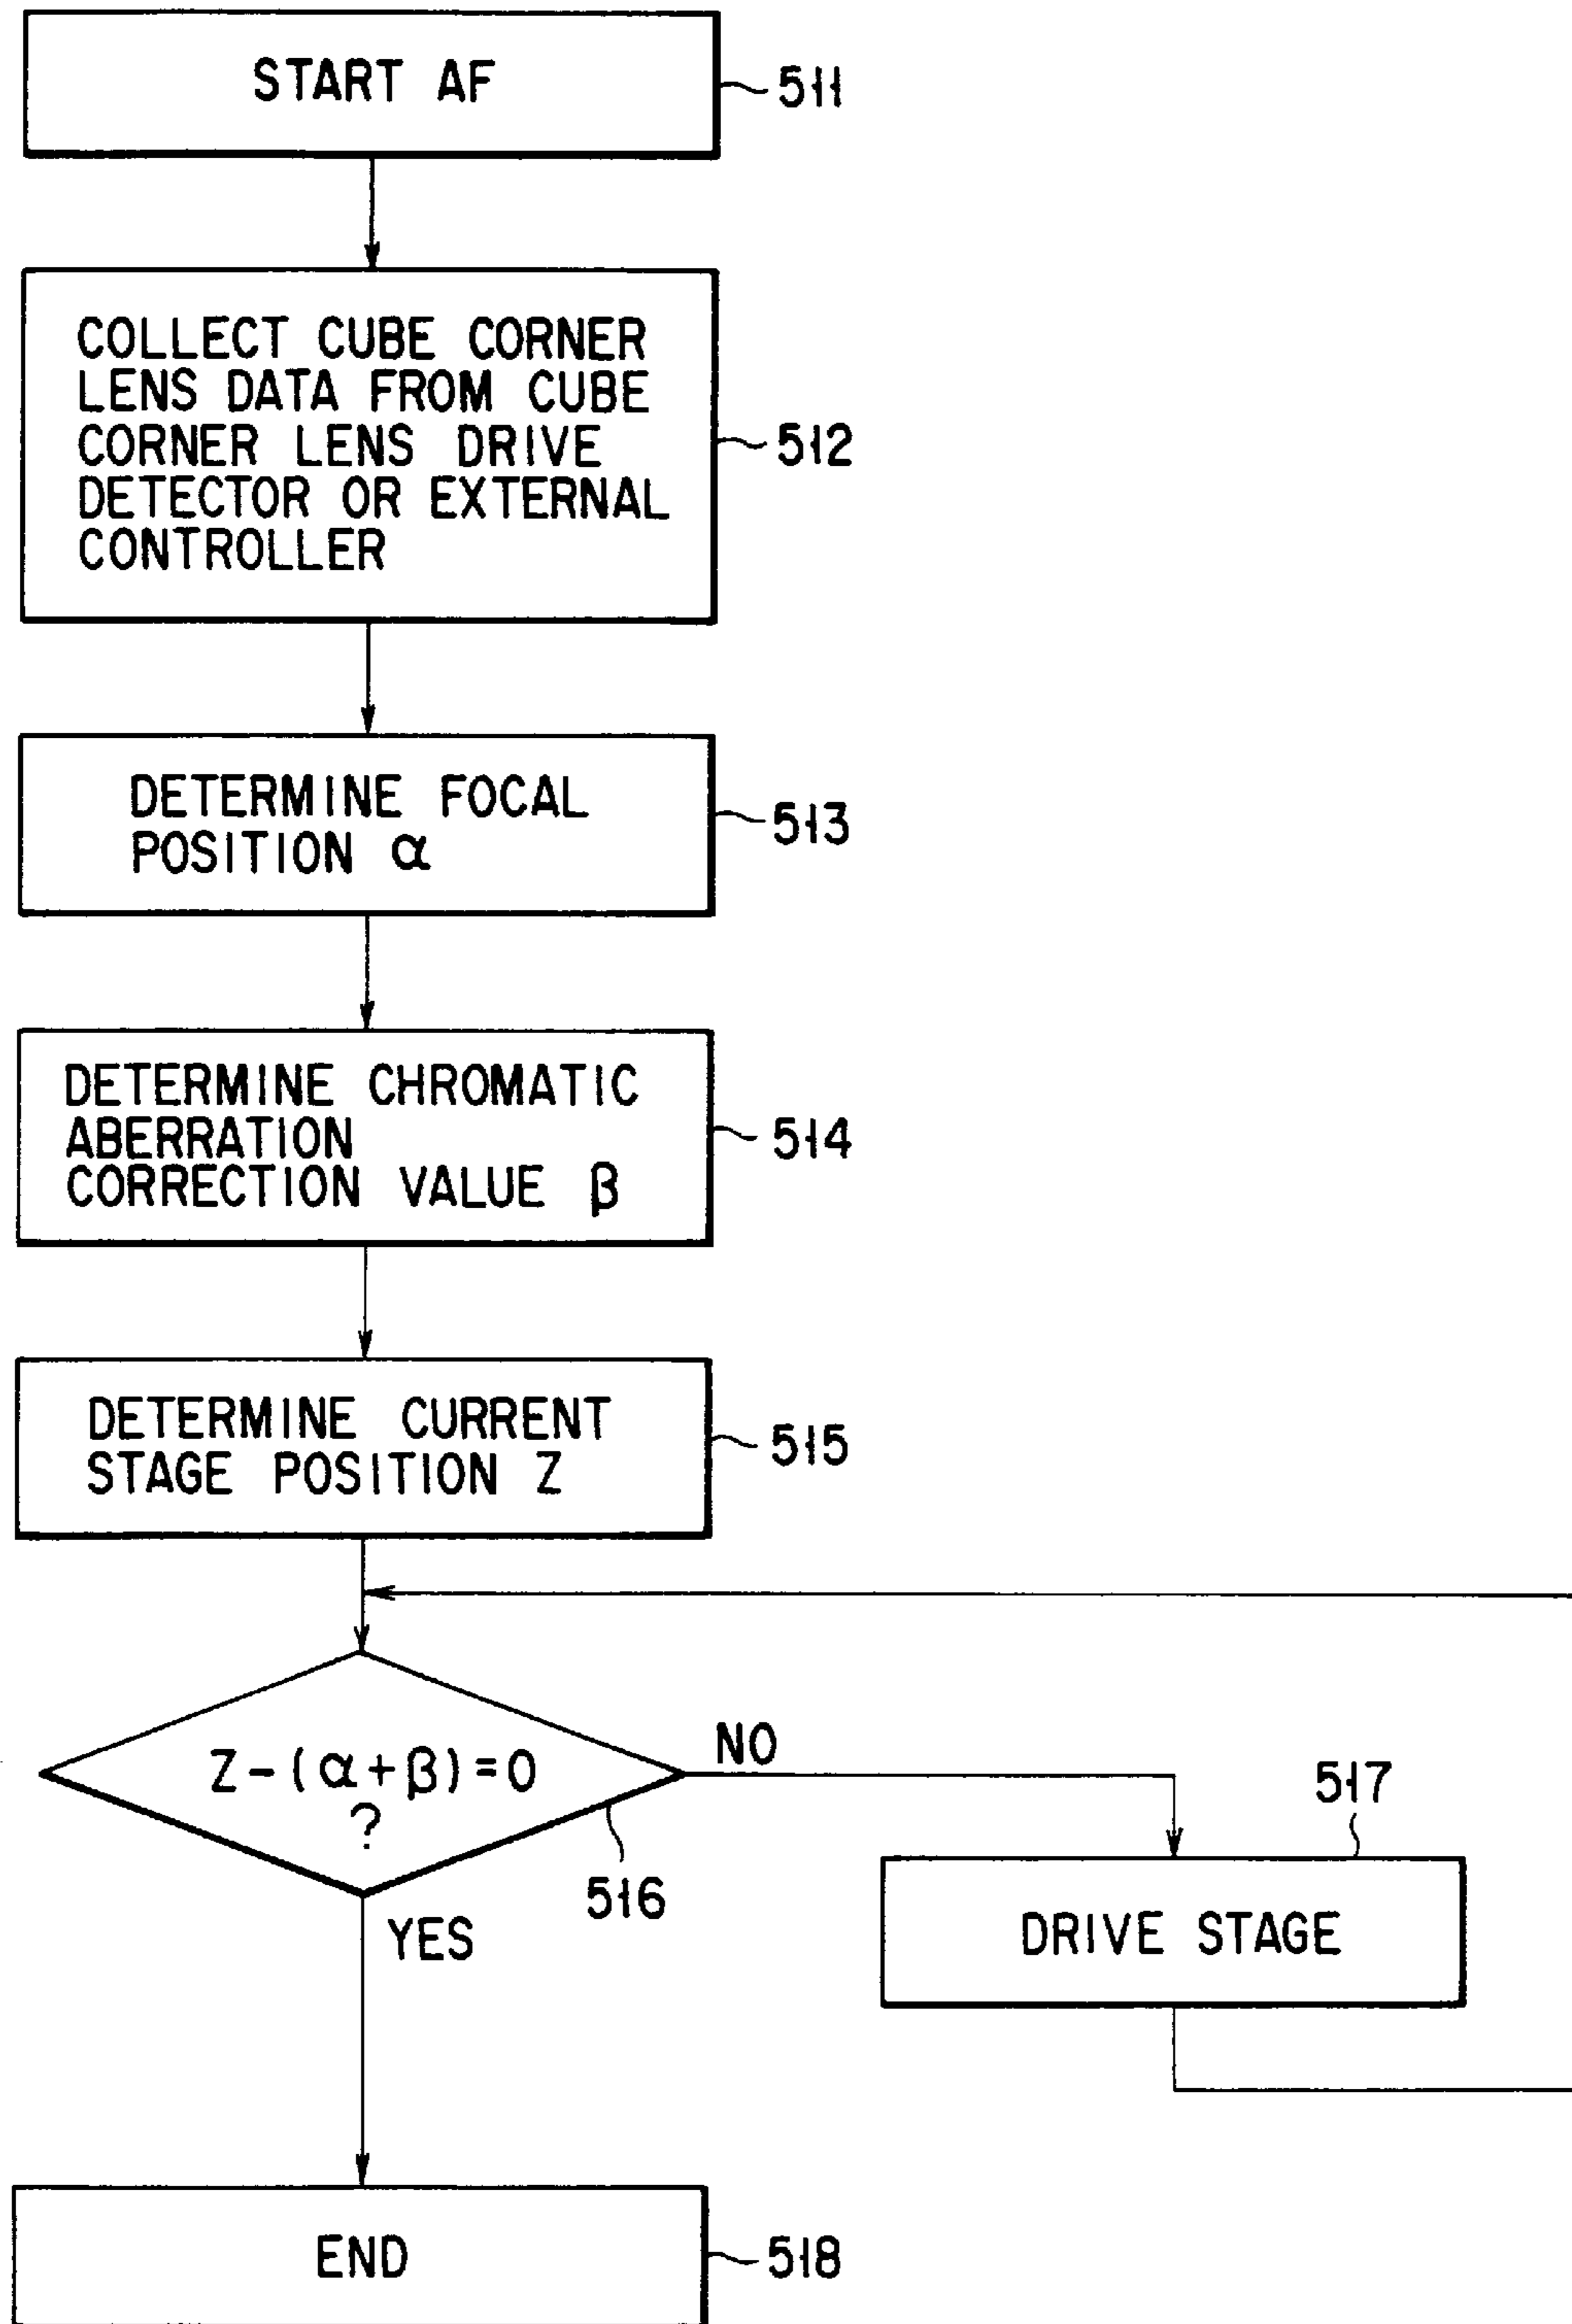 START AF
511
COLLECT CUBE CORNER
LENS DATA FROM CUBE
CORNER LENS DRIVE
DETECTOR OR EXTERNAL
CONTROLLER
512
DETERMINE FOCAL
POSITION α
513
DETERMINE CHROMATIC
ABERRATION
CORRECTION VALUE β
514
DETERMINE CURRENT
STAGE POSITION Z
515
Z-(α+β)=0
?
NO
516
YES
517
DRIVE STAGE
END
518